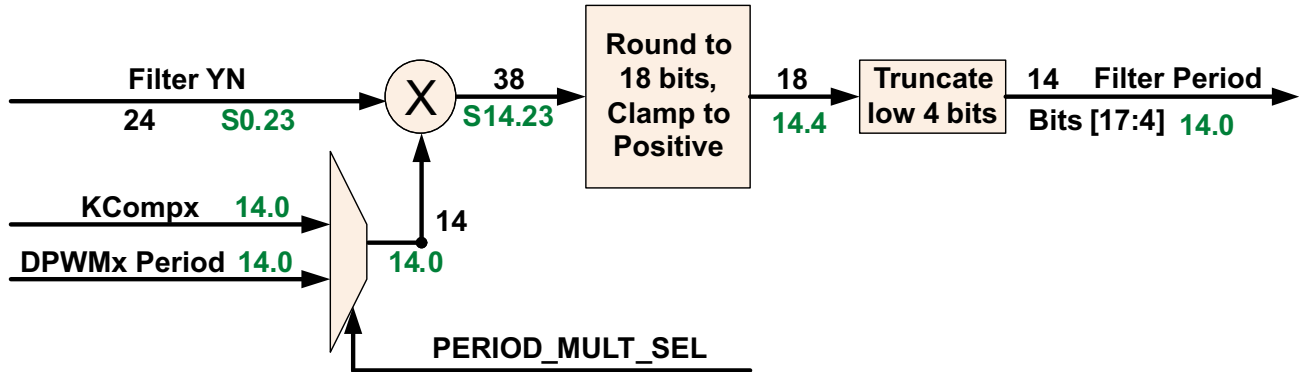 Filter YN
24 S0.23
X
38
S14.23
Round to
18 bits,
Clamp to
Positive
18
14.4
Truncate
low 4 bits
14 Filter Period
Bits [17:4] 14.0
KCompx 14.0
DPWMx Period 14.0
14
14.0
PERIOD_MULT_SEL